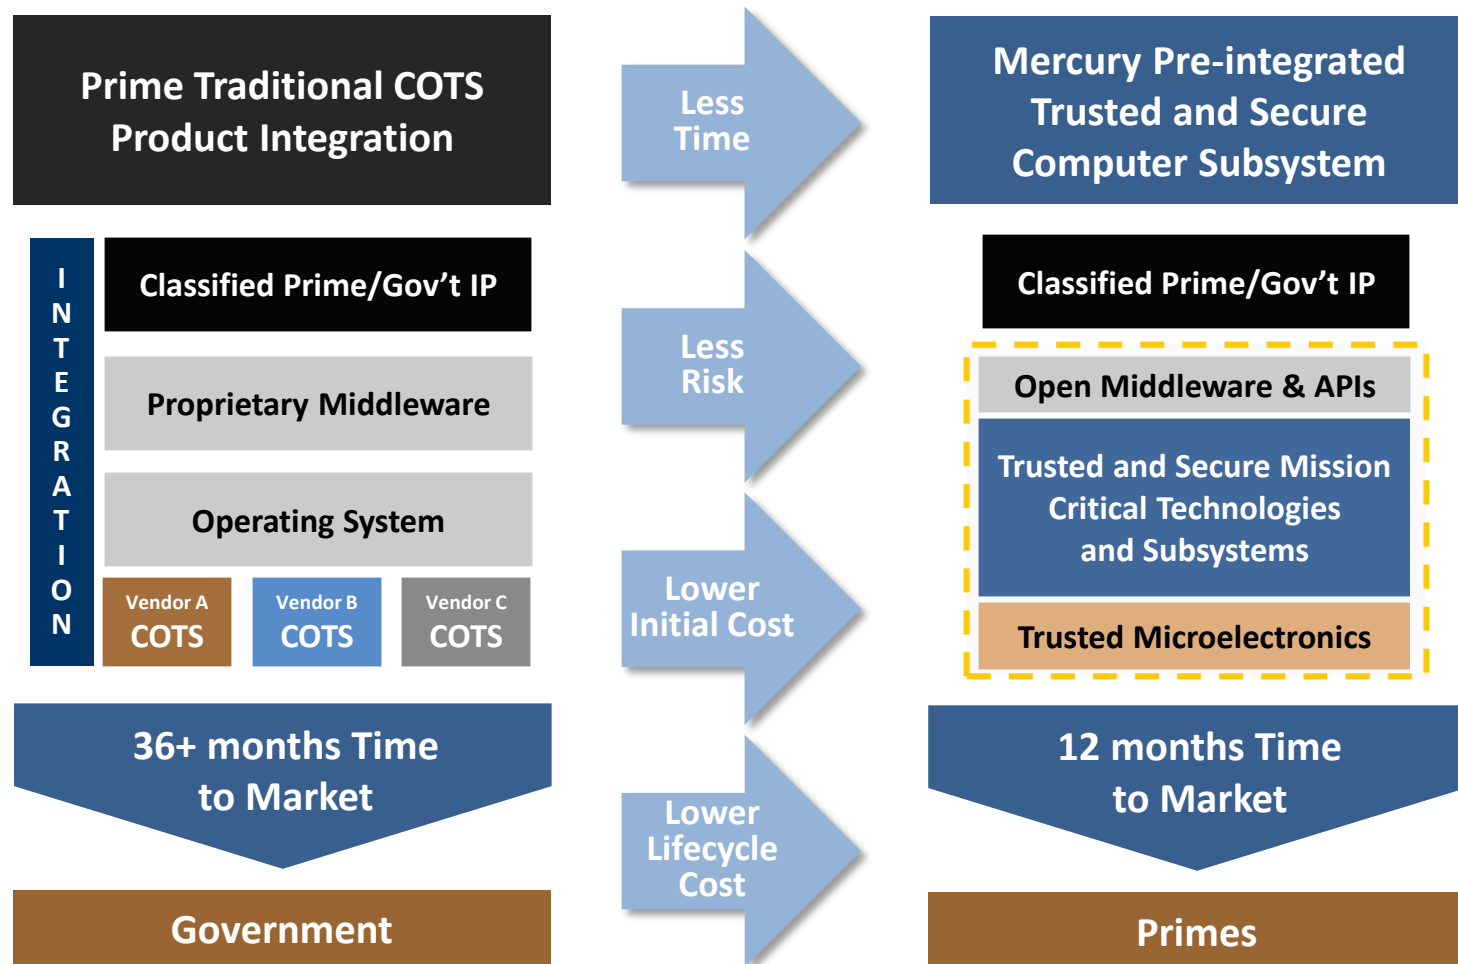 Prime Traditional COTS
Product Integration
INTEGRATION
Classified Prime/Gov't IP
Proprietary Middleware
Operating System
Vendor A
COTS
Vendor B
COTS
Vendor C
COTS
36+ months Time
to Market
Government
Less
Time
Less
Risk
Lower
Initial Cost
Lower
Lifecycle
Cost
Mercury Pre-integrated
Trusted and Secure
Computer Subsystem
Classified Prime/Gov't IP
Open Middleware & APIs
Trusted and Secure Mission
Critical Technologies
and Subsystems
Trusted Microelectronics
12 months Time
to Market
Primes